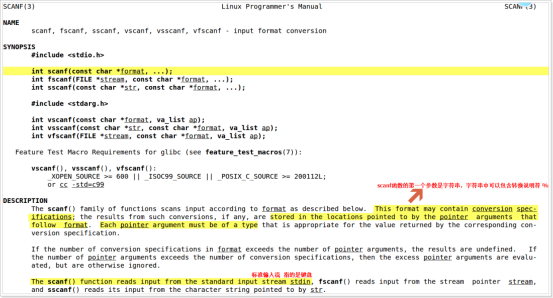 SCANF(3) Linux Programmer's Manual SCANF(3)
NAME
scanf, fscanf, sscanf, vscanf, vsscanf, vfscanf - input format conversion
SYNOPSIS
#include <stdio.h>
int scanf(const char *format, ...);
int fscanf(FILE *stream, const char *format, ...);
int sscanf(const char *str, const char *format, ...);
#include <stdarg.h>
int vscanf(const char *format, va_list ap);
int vsscanf(const char *str, const char *format, va_list ap);
int vfscanf(FILE *stream, const char *format, va_list ap);
Feature Test Macro Requirements for glibc (see feature_test_macros(7)):
vscanf(), vsscanf(), vfscanf():
_XOPEN_SOURCE >= 600 || _ISOC99_SOURCE || _POSIX_C_SOURCE >= 200112L;
or cc -std=c99
scanf函数的第一个参数是字符串，字符串中可以包含转换说明符 %
DESCRIPTION
The scanf() family of functions scans input according to format as described below. This format may contain conversion spec-
ifications; the results from such conversions, if any, are stored in the locations pointed to by the pointer arguments that
follow format. Each pointer argument must be of a type that is appropriate for the value returned by the corresponding con-
version specification.
If the number of conversion specifications in format exceeds the number of pointer arguments, the results are undefined. If
the number of pointer arguments exceeds the number of conversion specifications, then the excess pointer arguments are evalu-
ated, but are otherwise ignored.
标准输入流 指的是键盘
The scanf() function reads input from the standard input stream stdin, fscanf() reads input from the stream pointer stream,
and sscanf() reads its input from the character string pointed to by str.